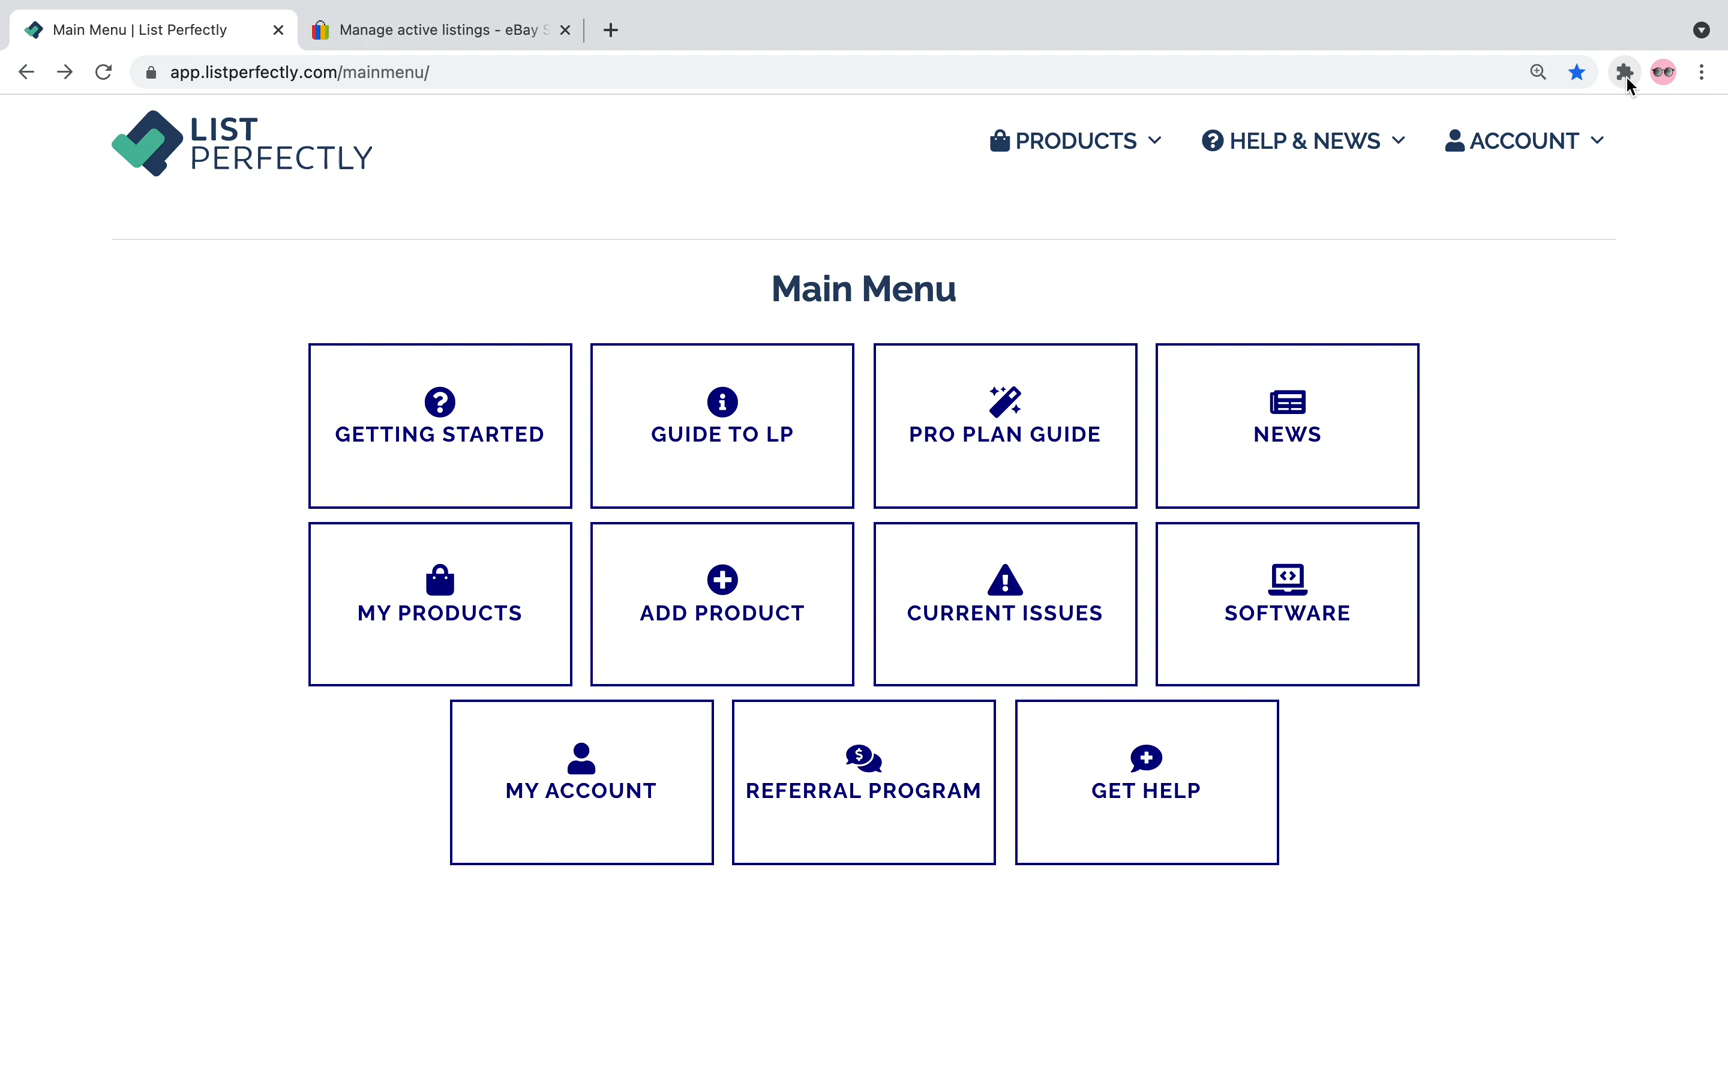 Main Menu | List Perfectly
Manage active listings - eBay S
app.listperfectly.com/mainmenu/
LIST
PERFECTLY
PRODUCTS
HELP & NEWS
ACCOUNT
Main Menu
GETTING STARTED
GUIDE TO LP
PRO PLAN GUIDE
NEWS
MY PRODUCTS
ADD PRODUCT
CURRENT ISSUES
SOFTWARE
MY ACCOUNT
REFERRAL PROGRAM
GET HELP